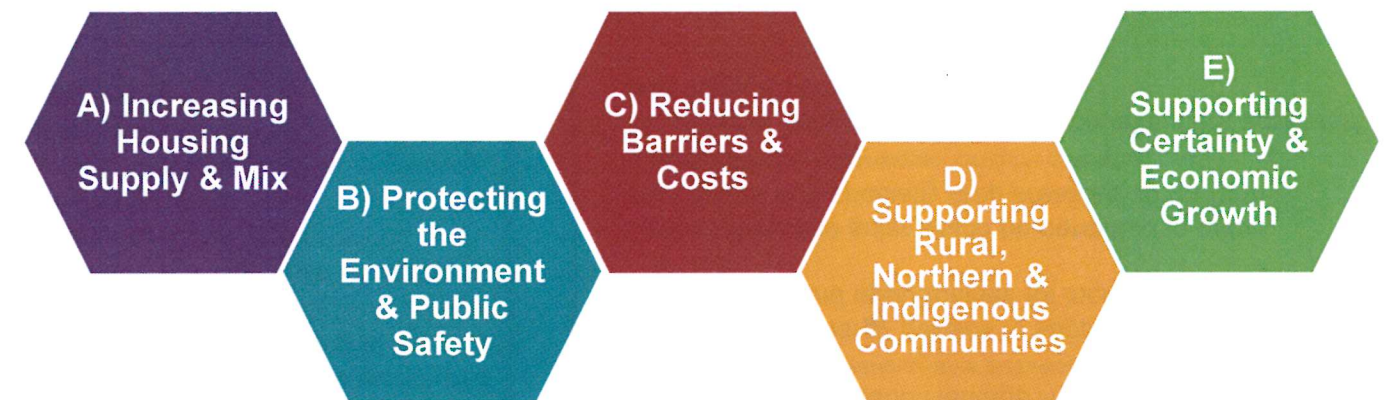 A) Increasing
Housing
Supply & Mix
B) Protecting
the
Environment
& Public
Safety
C) Reducing
Barriers &
Costs
D)
Supporting
Rural,
Northern &
Indigenous
Communities
E)
Supporting
Certainty &
Economic
Growth